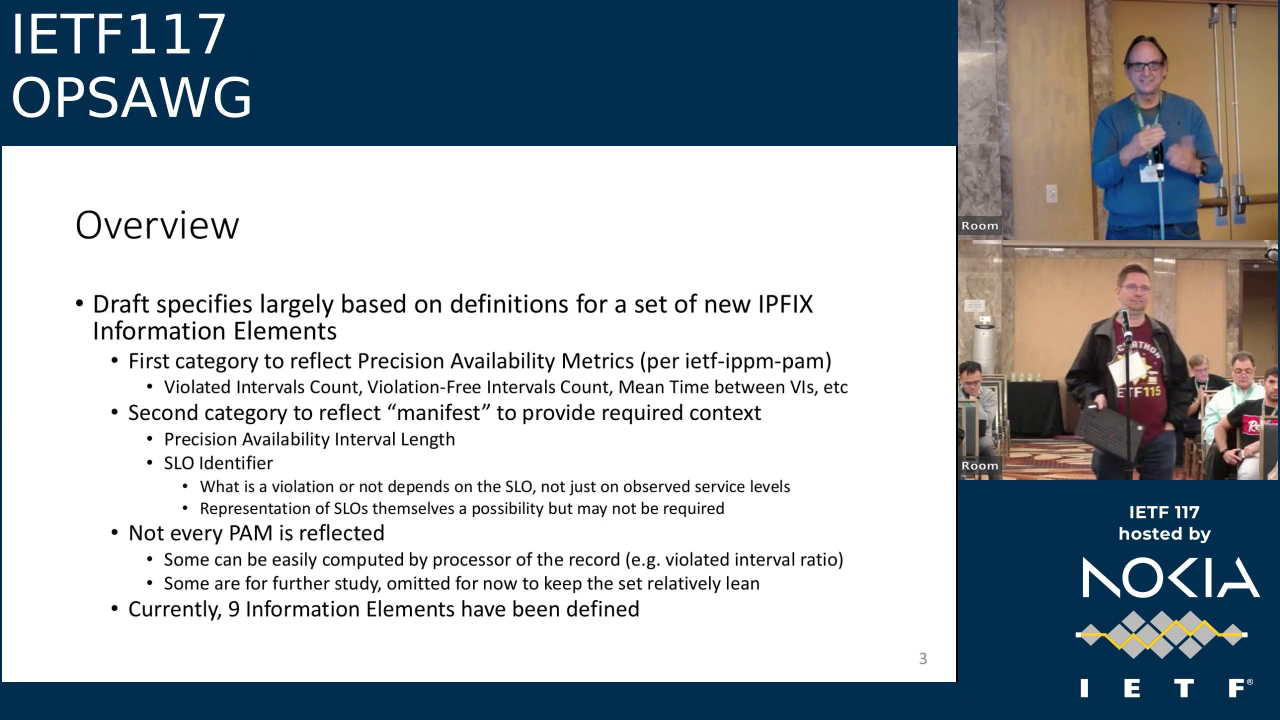 IETF117
OPSAWG
Overview
• Draft specifies largely based on definitions for a set of new IPFIX
Information Elements
• First category to reflect Precision Availability Metrics (per ietf-ippm-pam)
• Violated Intervals Count, Violation-Free Intervals Count, Mean Time between VIs, etc
• Second category to reflect “manifest” to provide required context
• Precision Availability Interval Length
• SLO Identifier
• What is a violation or not depends on the SLO, not just on observed service levels
• Representation of SLOs themselves a possibility but may not be required
• Not every PAM is reflected
• Some can be easily computed by processor of the record (e.g. violated interval ratio)
• Some are for further study, omitted for now to keep the set relatively lean
• Currently, 9 Information Elements have been defined
3
Room
IETF115
Room
IETF 117
hosted by
NOKIA
I E T F®